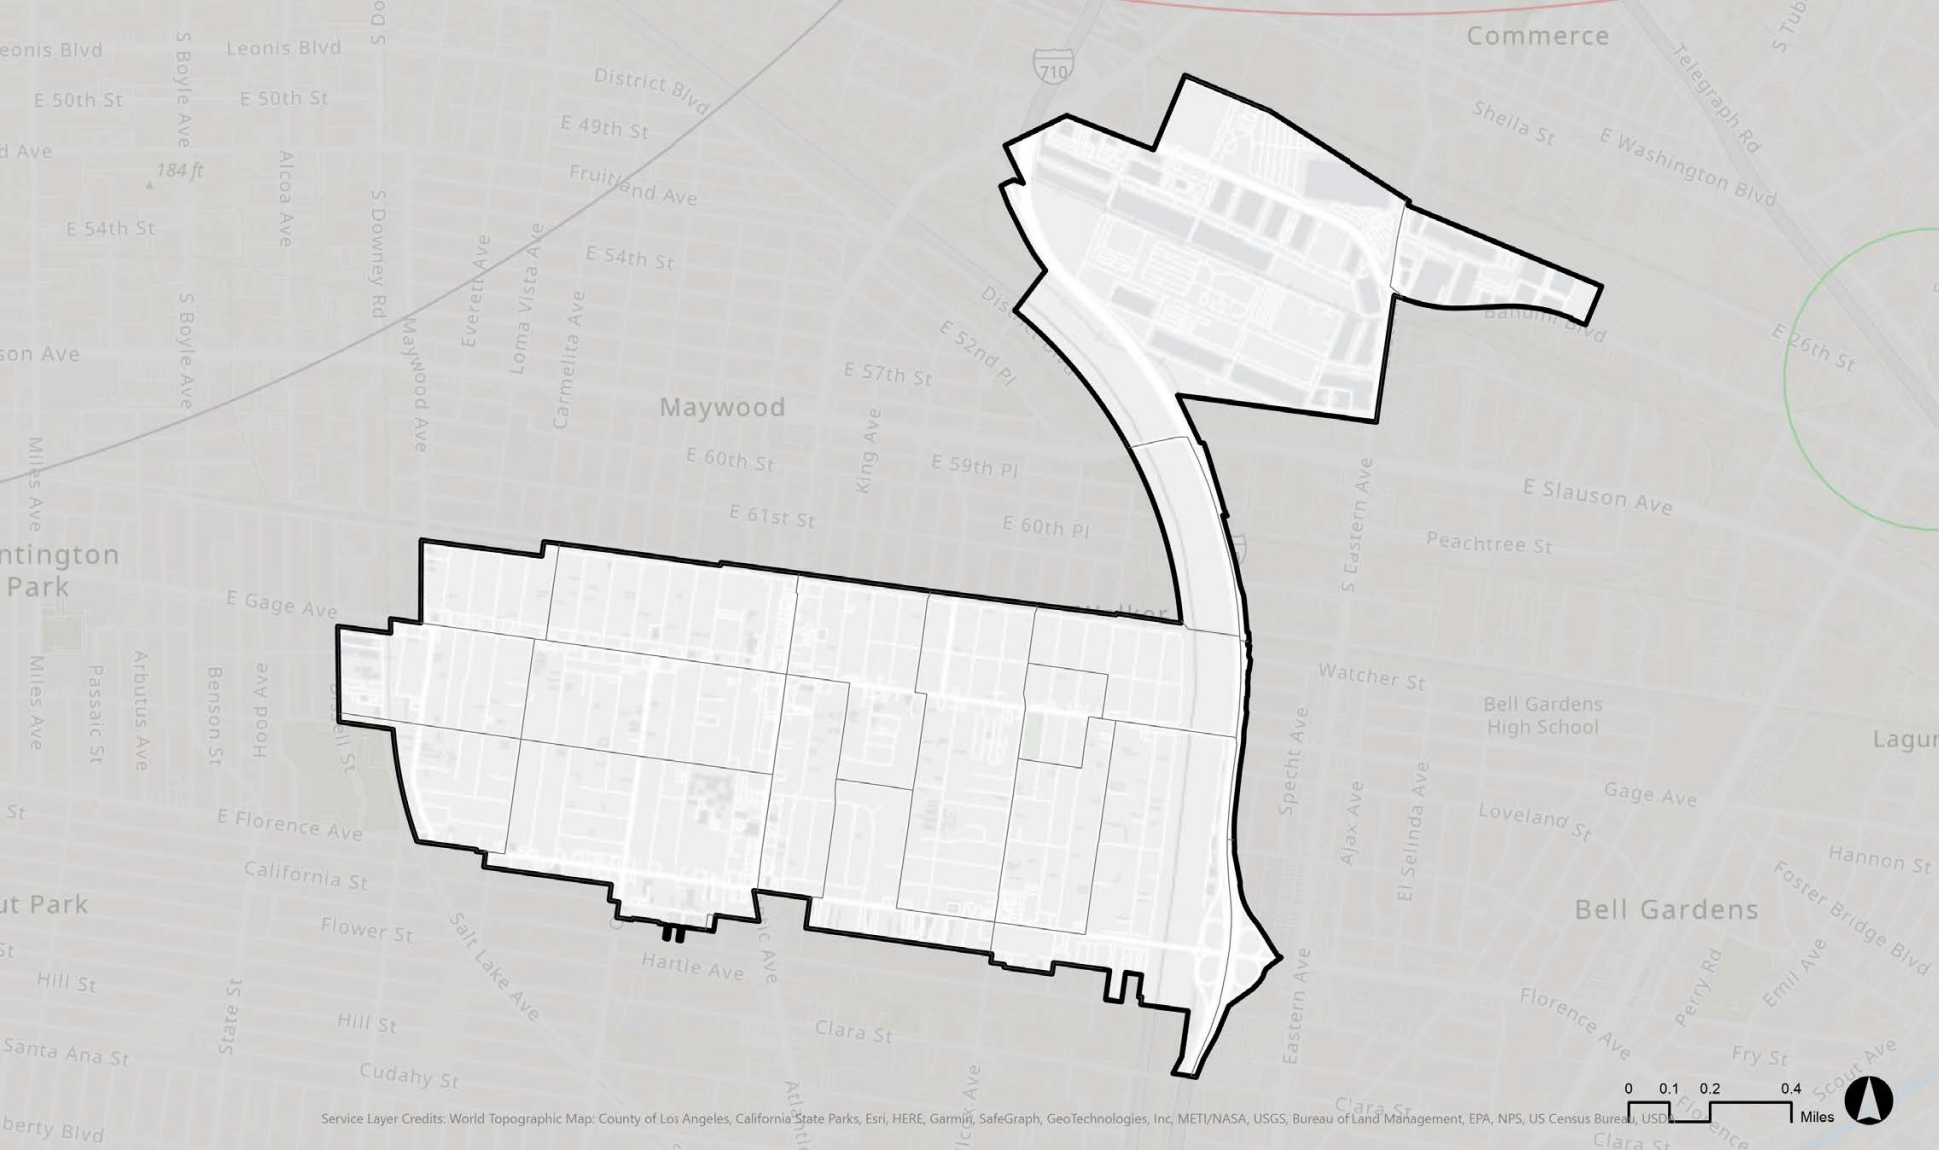 Commerce
710
Leonis Blvd
S Boyle Ave
E 50th St
E 50th St
District Blvd
E 49th St
Sheila St
E Washington Blvd
Telegraph Rd
184 ft
Alcoa Ave
Fruitland Ave
S Downey Rd
E 54th St
E 54th St
Everett Ave
Loma Vista Ave
Carmelita Ave
S Boyle Ave
Maywood Ave
E 52nd Pl
Bandini Blvd
E 26th St
E 57th St
Maywood
King Ave
E 60th St
E 59th Pl
Miles Ave
E Slauson Ave
S Eastern Ave
E 61st St
E 60th Pl
Peachtree St
Park
E Gage Ave
Watcher St
Bell Gardens
High School
Miles Ave
Passaic St
Arbutus Ave
Benson St
Hood Ave
Specht Ave
Ajax Ave
El Selinda Ave
Gage Ave
Loveland St
Hannon St
Foster Bridge Blvd
E Florence Ave
California St
Flower St
Bell Gardens
Salt Lake Ave
Hartle Ave
Hill St
State St
Hill St
Clara St
Eastern Ave
Perry Rd
Emil Ave
Florence Ave
Fry St
Scout Ave
Santa Ana St
Cudahy St
Clara St
0 0.1 0.2 0.4
Miles
Service Layer Credits: World Topographic Map: County of Los Angeles, California State Parks, Esri, HERE, Garmin, SafeGraph, GeoTechnologies, Inc, METI/NASA, USGS, Bureau of Land Management, EPA, NPS, US Census Bureau, USDA
Florence
Clara St